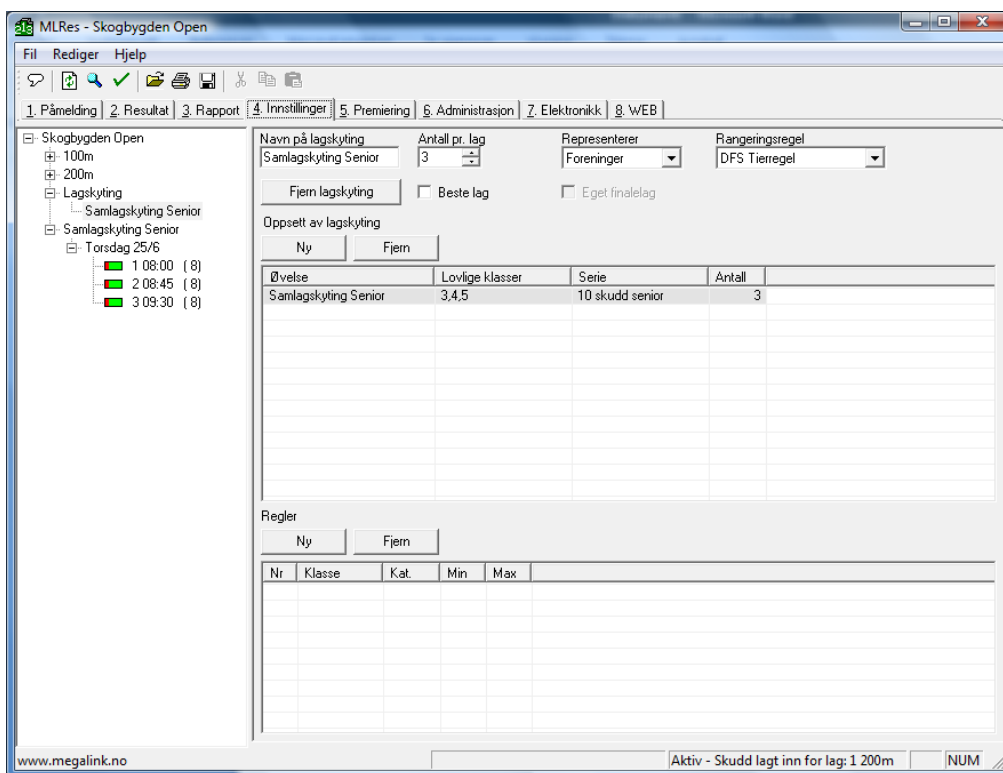 MLRes - Skogbygden Open
Fil Rediger Hjelp
1. Påmelding 2. Resultat 3. Rapport 4. Innstillinger 5. Premiering 6. Administrasjon 7. Elektronikk 8. WEB
Skogbygden Open
100m
200m
Lagskyting
Samlagskyting Senior
Samlagskyting Senior
Torsdag 25/6
1 08:00 ( 8)
2 08:45 ( 8)
3 09:30 ( 8)
Navn på lagskyting Antall pr. lag Representerer Rangeringsregel
Samlagskyting Senior 3 Foreninger DFS Tierregel
Fjern lagskyting Beste lag Eget finalelag
Oppsett av lagskyting
Ny Fjern
Øvelse Lovlige klasser Serie Antall
Samlagskyting Senior 3,4,5 10 skudd senior 3
Regler
Ny Fjern
Nr Klasse Kat. Min Max
www.megalink.no Aktiv - Skudd lagt inn for lag: 1 200m NUM